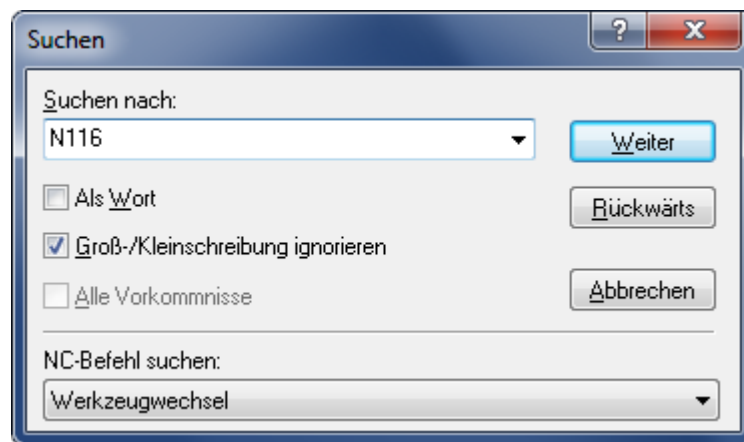 Suchen
?
Suchen nach:
N116
Weiter
Als Wort
Rückwärts
Groß-/Kleinschreibung ignorieren
Alle Vorkommnisse
Abbrechen
NC-Befehl suchen:
Werkzeugwechsel